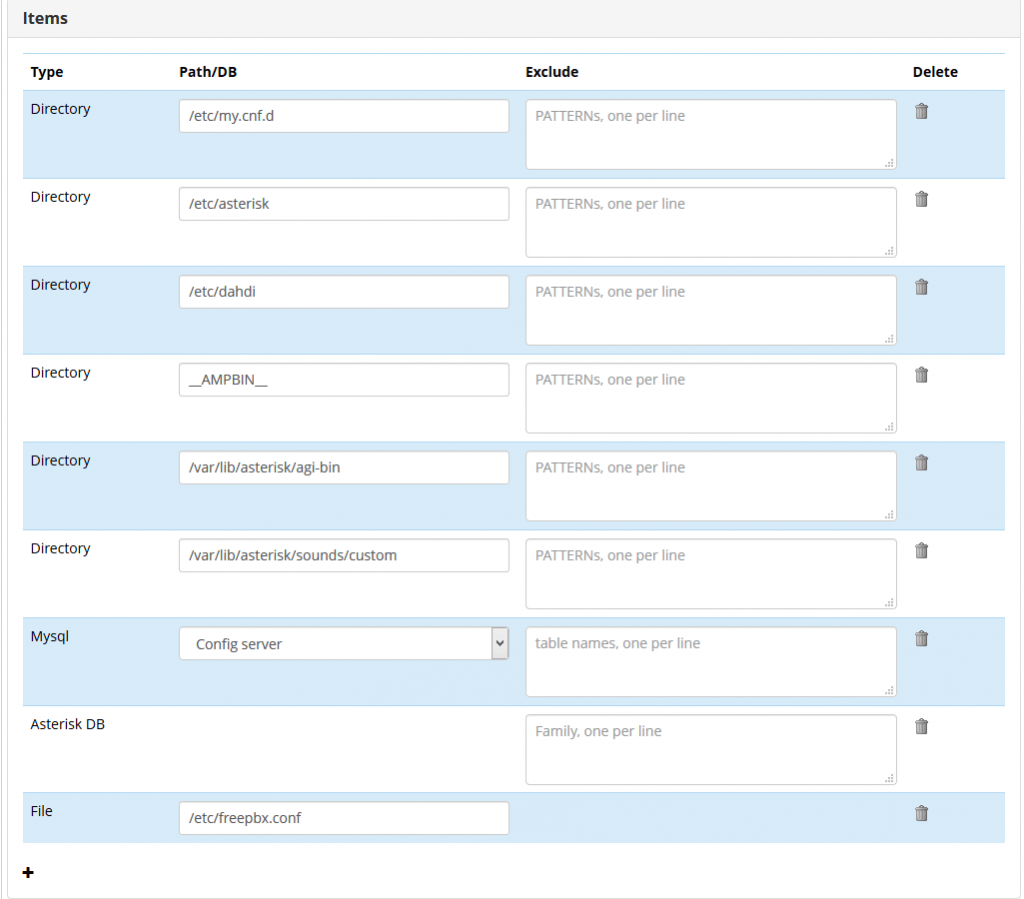 Items
Type Path/DB Exclude Delete
Directory /etc/my.cnf.d PATTERNs, one per line
Directory /etc/asterisk PATTERNs, one per line
Directory /etc/dahdi PATTERNs, one per line
Directory __AMPBIN__ PATTERNs, one per line
Directory /var/lib/asterisk/agi-bin PATTERNs, one per line
Directory /var/lib/asterisk/sounds/custom PATTERNs, one per line
Mysql Config server table names, one per line
Asterisk DB Family, one per line
File /etc/freepbx.conf